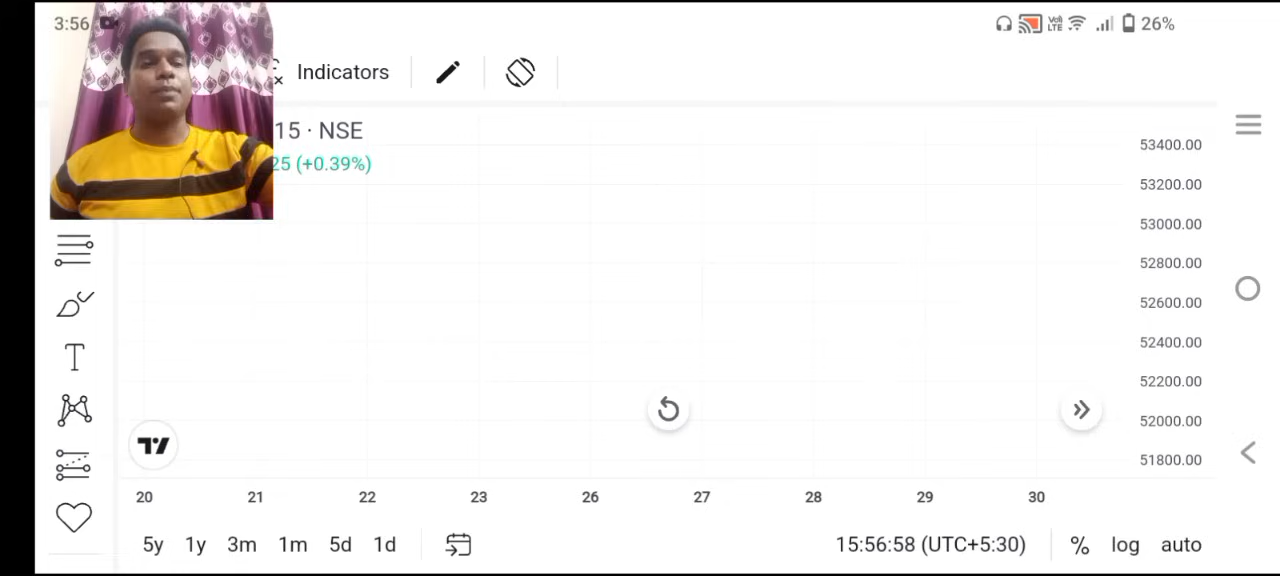 3:56
VoI) LTE
26%
Indicators
15 · NSE
25 (+0.39%)
53400.00
53200.00
53000.00
52800.00
52600.00
52400.00
52200.00
52000.00
51800.00
20 21 22 23 26 27 28 29 30
5y 1y 3m 1m 5d 1d
15:56:58 (UTC+5:30)
% log auto